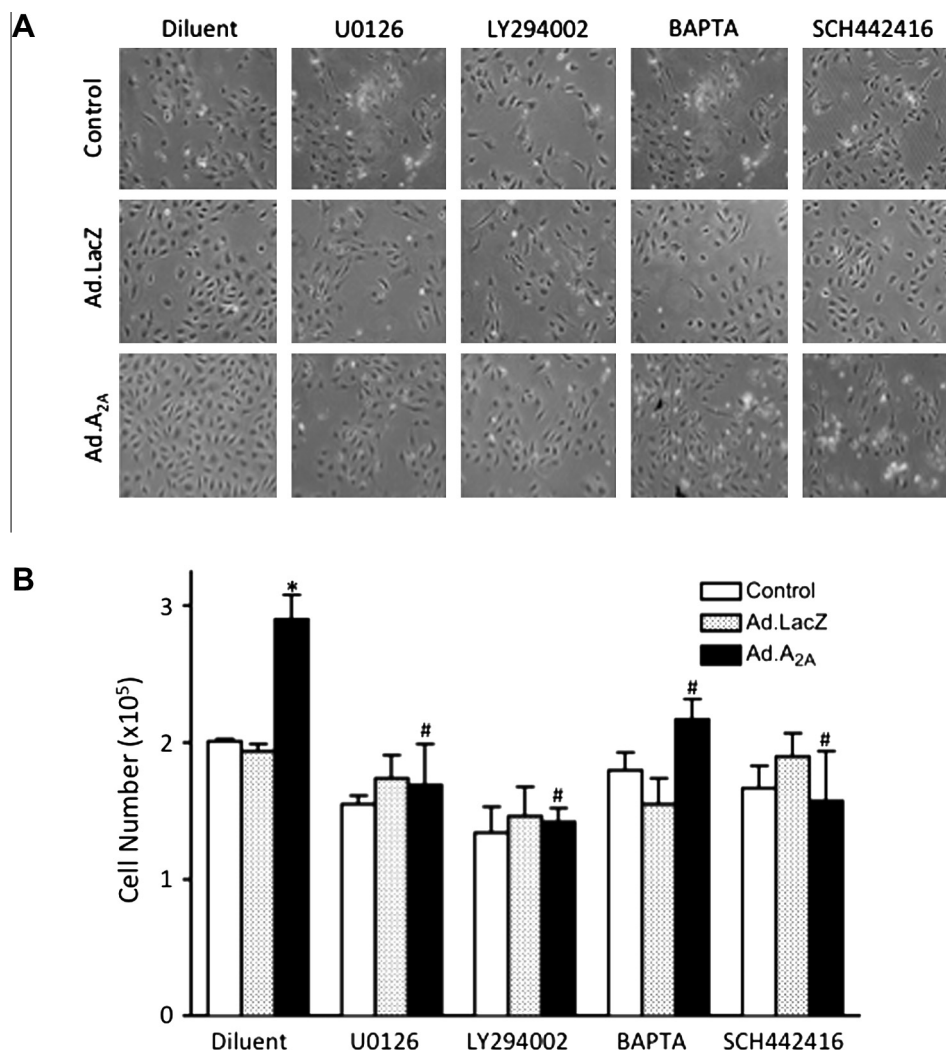 A
Diluent U0126 LY294002 BAPTA SCH442416
Control
Ad.LacZ
Ad.A2A
B
Cell Number (x10⁵)
3
2
1
0
* # # # #
Control
Ad.LacZ
Ad.A2A
Diluent U0126 LY294002 BAPTA SCH442416